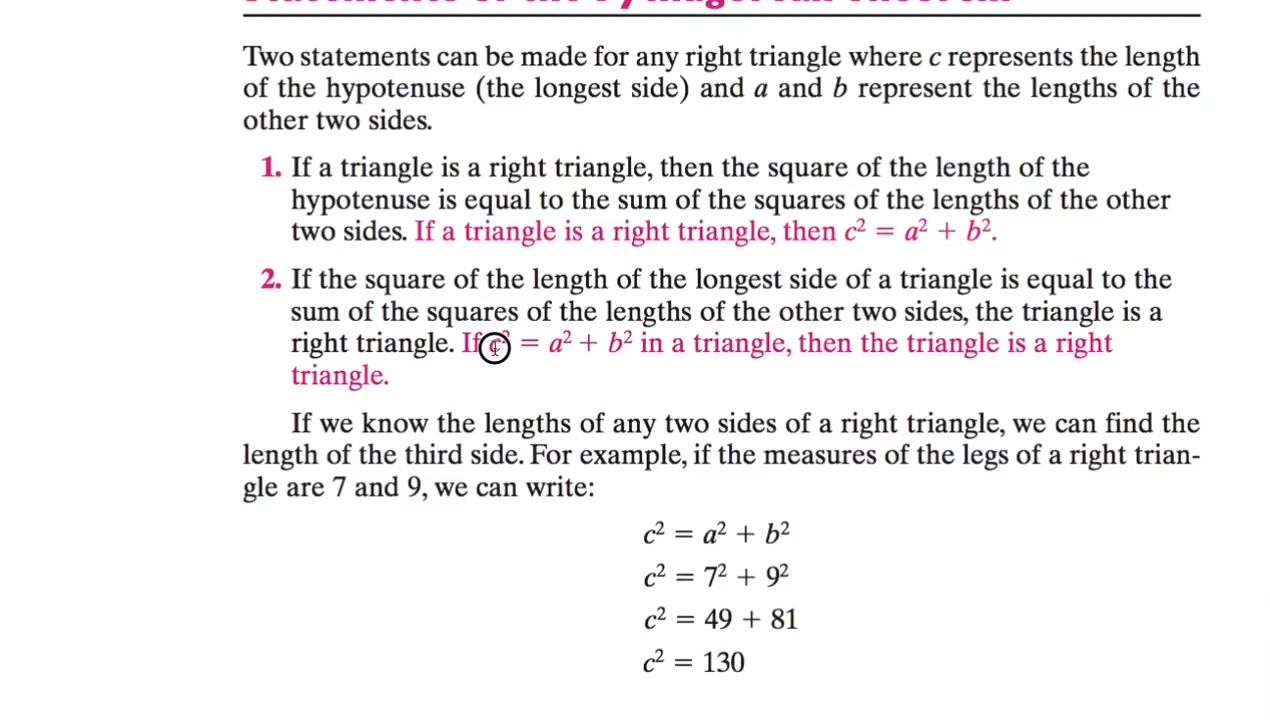 Statements of the Pythagorean Theorem
Two statements can be made for any right triangle where c represents the length
of the hypotenuse (the longest side) and a and b represent the lengths of the
other two sides.
1. If a triangle is a right triangle, then the square of the length of the
hypotenuse is equal to the sum of the squares of the lengths of the other
two sides. If a triangle is a right triangle, then c² = a² + b².
2. If the square of the length of the longest side of a triangle is equal to the
sum of the squares of the lengths of the other two sides, the triangle is a
right triangle. If c² = a² + b² in a triangle, then the triangle is a right
triangle.
If we know the lengths of any two sides of a right triangle, we can find the
length of the third side. For example, if the measures of the legs of a right trian-
gle are 7 and 9, we can write:
c² = a² + b²
c² = 7² + 9²
c² = 49 + 81
c² = 130